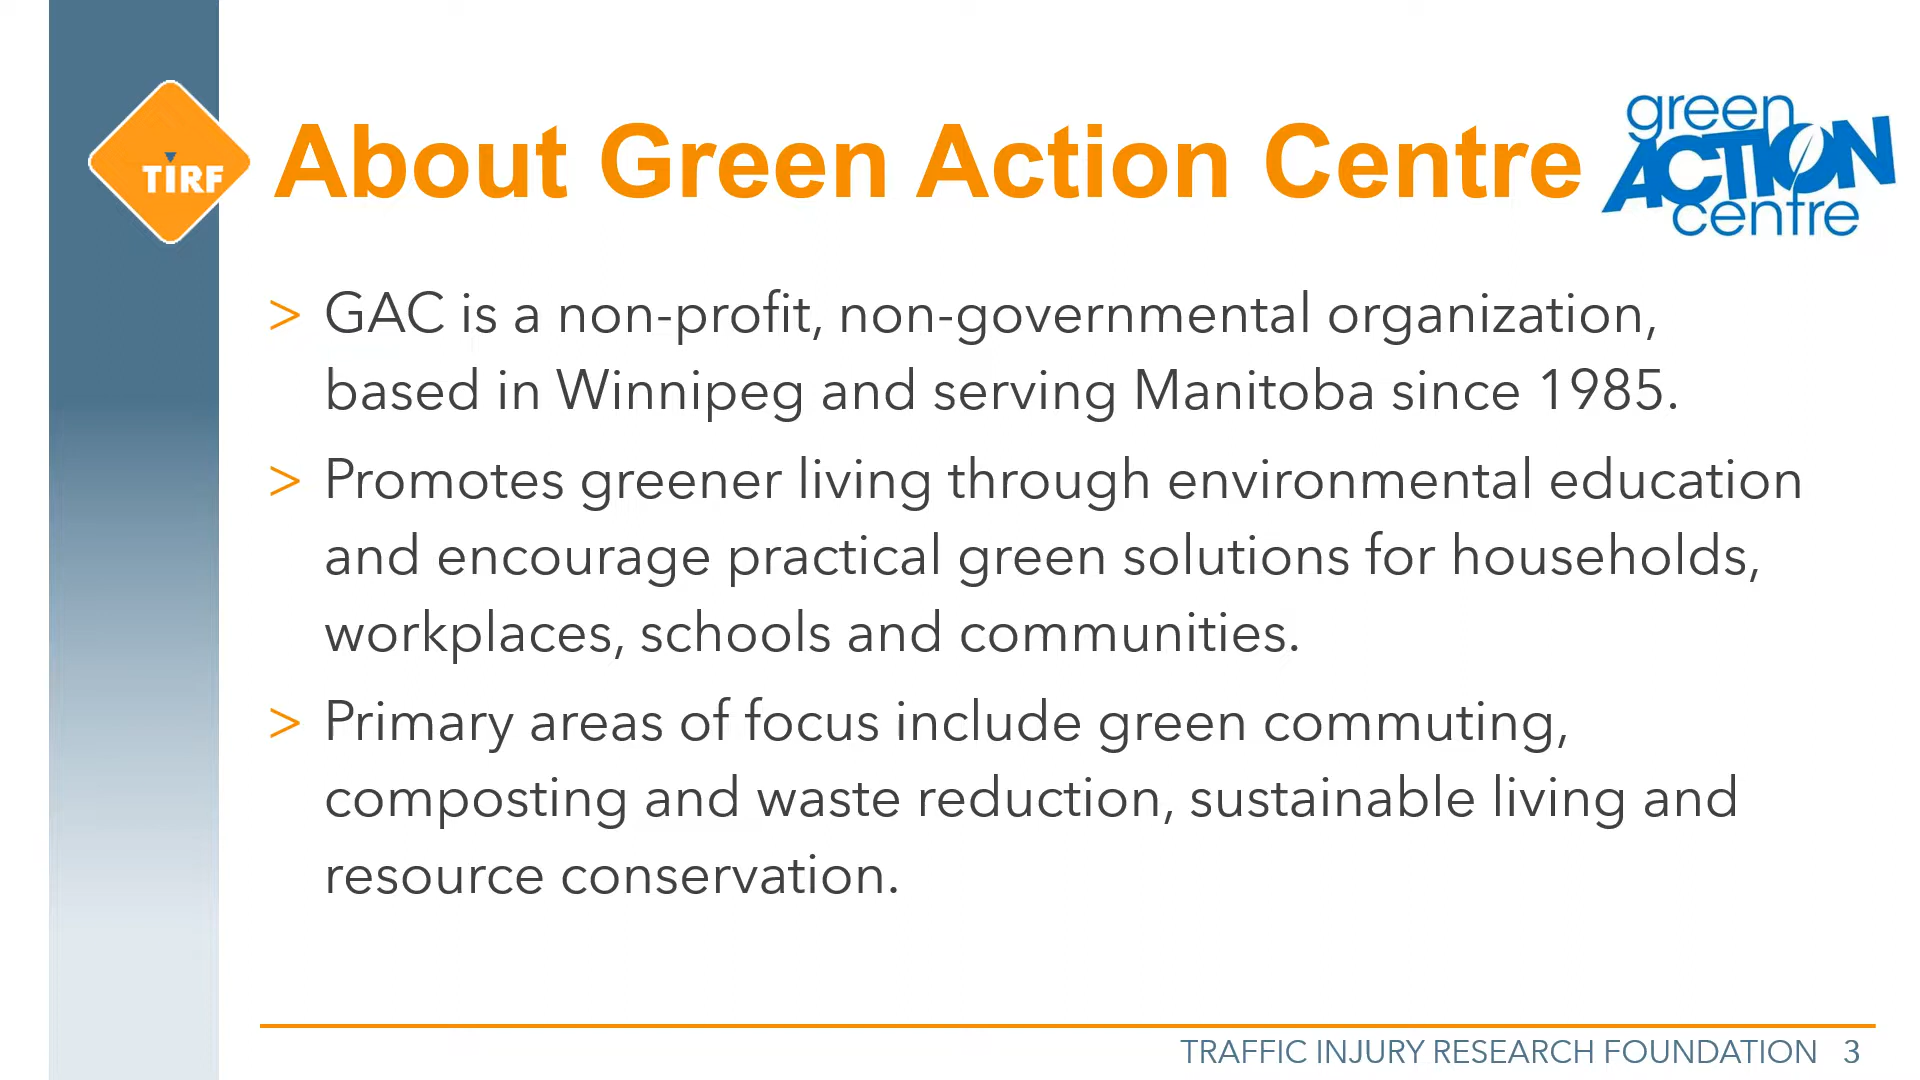 TIRF
About Green Action Centre
green
ACTION
centre
> GAC is a non-profit, non-governmental organization,
based in Winnipeg and serving Manitoba since 1985.
> Promotes greener living through environmental education
and encourage practical green solutions for households,
workplaces, schools and communities.
> Primary areas of focus include green commuting,
composting and waste reduction, sustainable living and
resource conservation.
TRAFFIC INJURY RESEARCH FOUNDATION 3